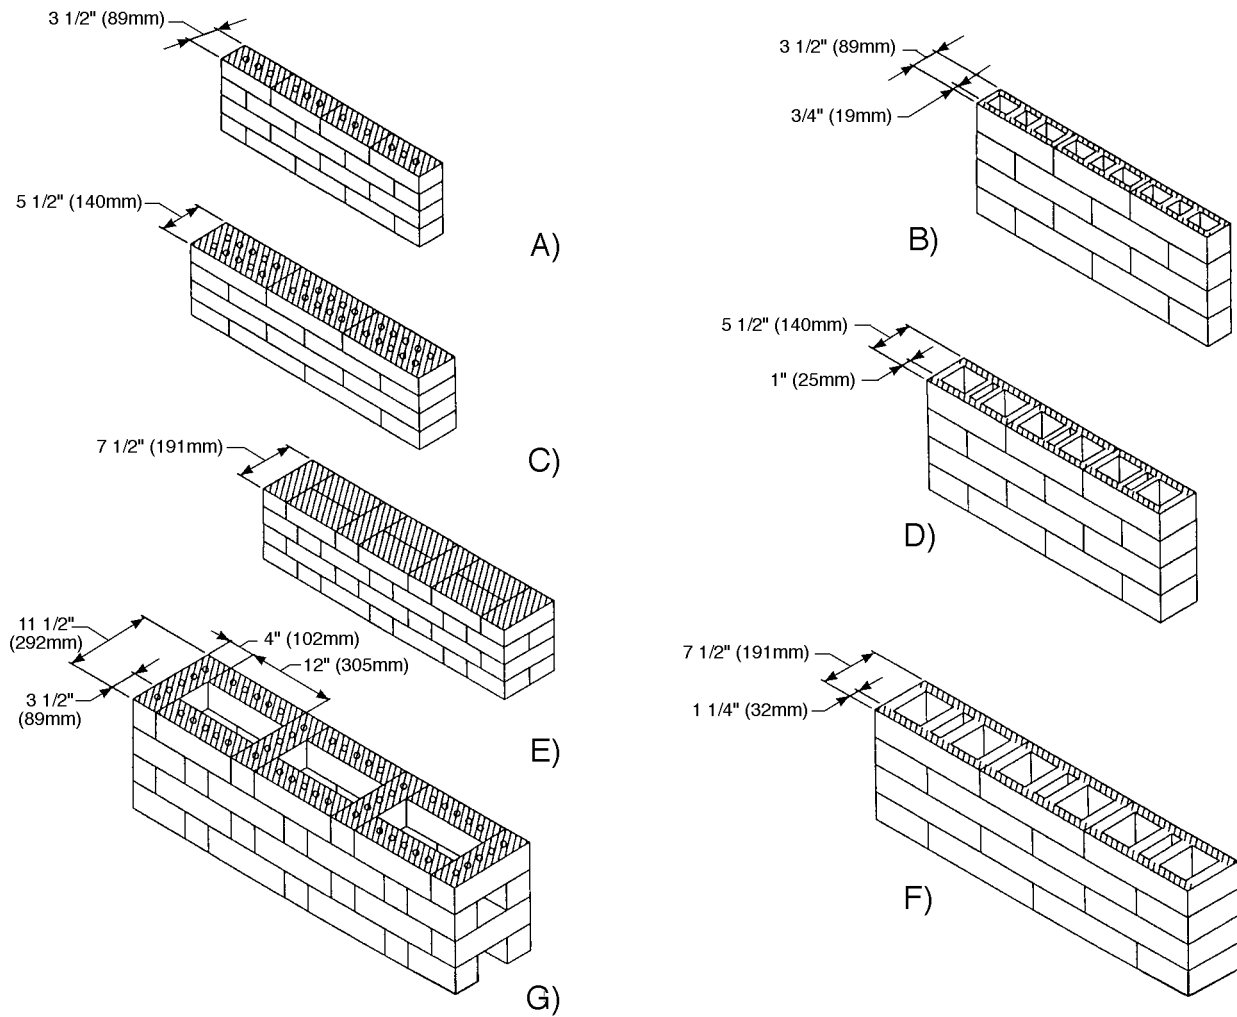 3 1/2" (89mm)
A)
3 1/2" (89mm)
3/4" (19mm)
B)
5 1/2" (140mm)
C)
5 1/2" (140mm)
1" (25mm)
D)
7 1/2" (191mm)
E)
7 1/2" (191mm)
1 1/4" (32mm)
F)
11 1/2"
(292mm)
4" (102mm)
12" (305mm)
3 1/2"
(89mm)
G)